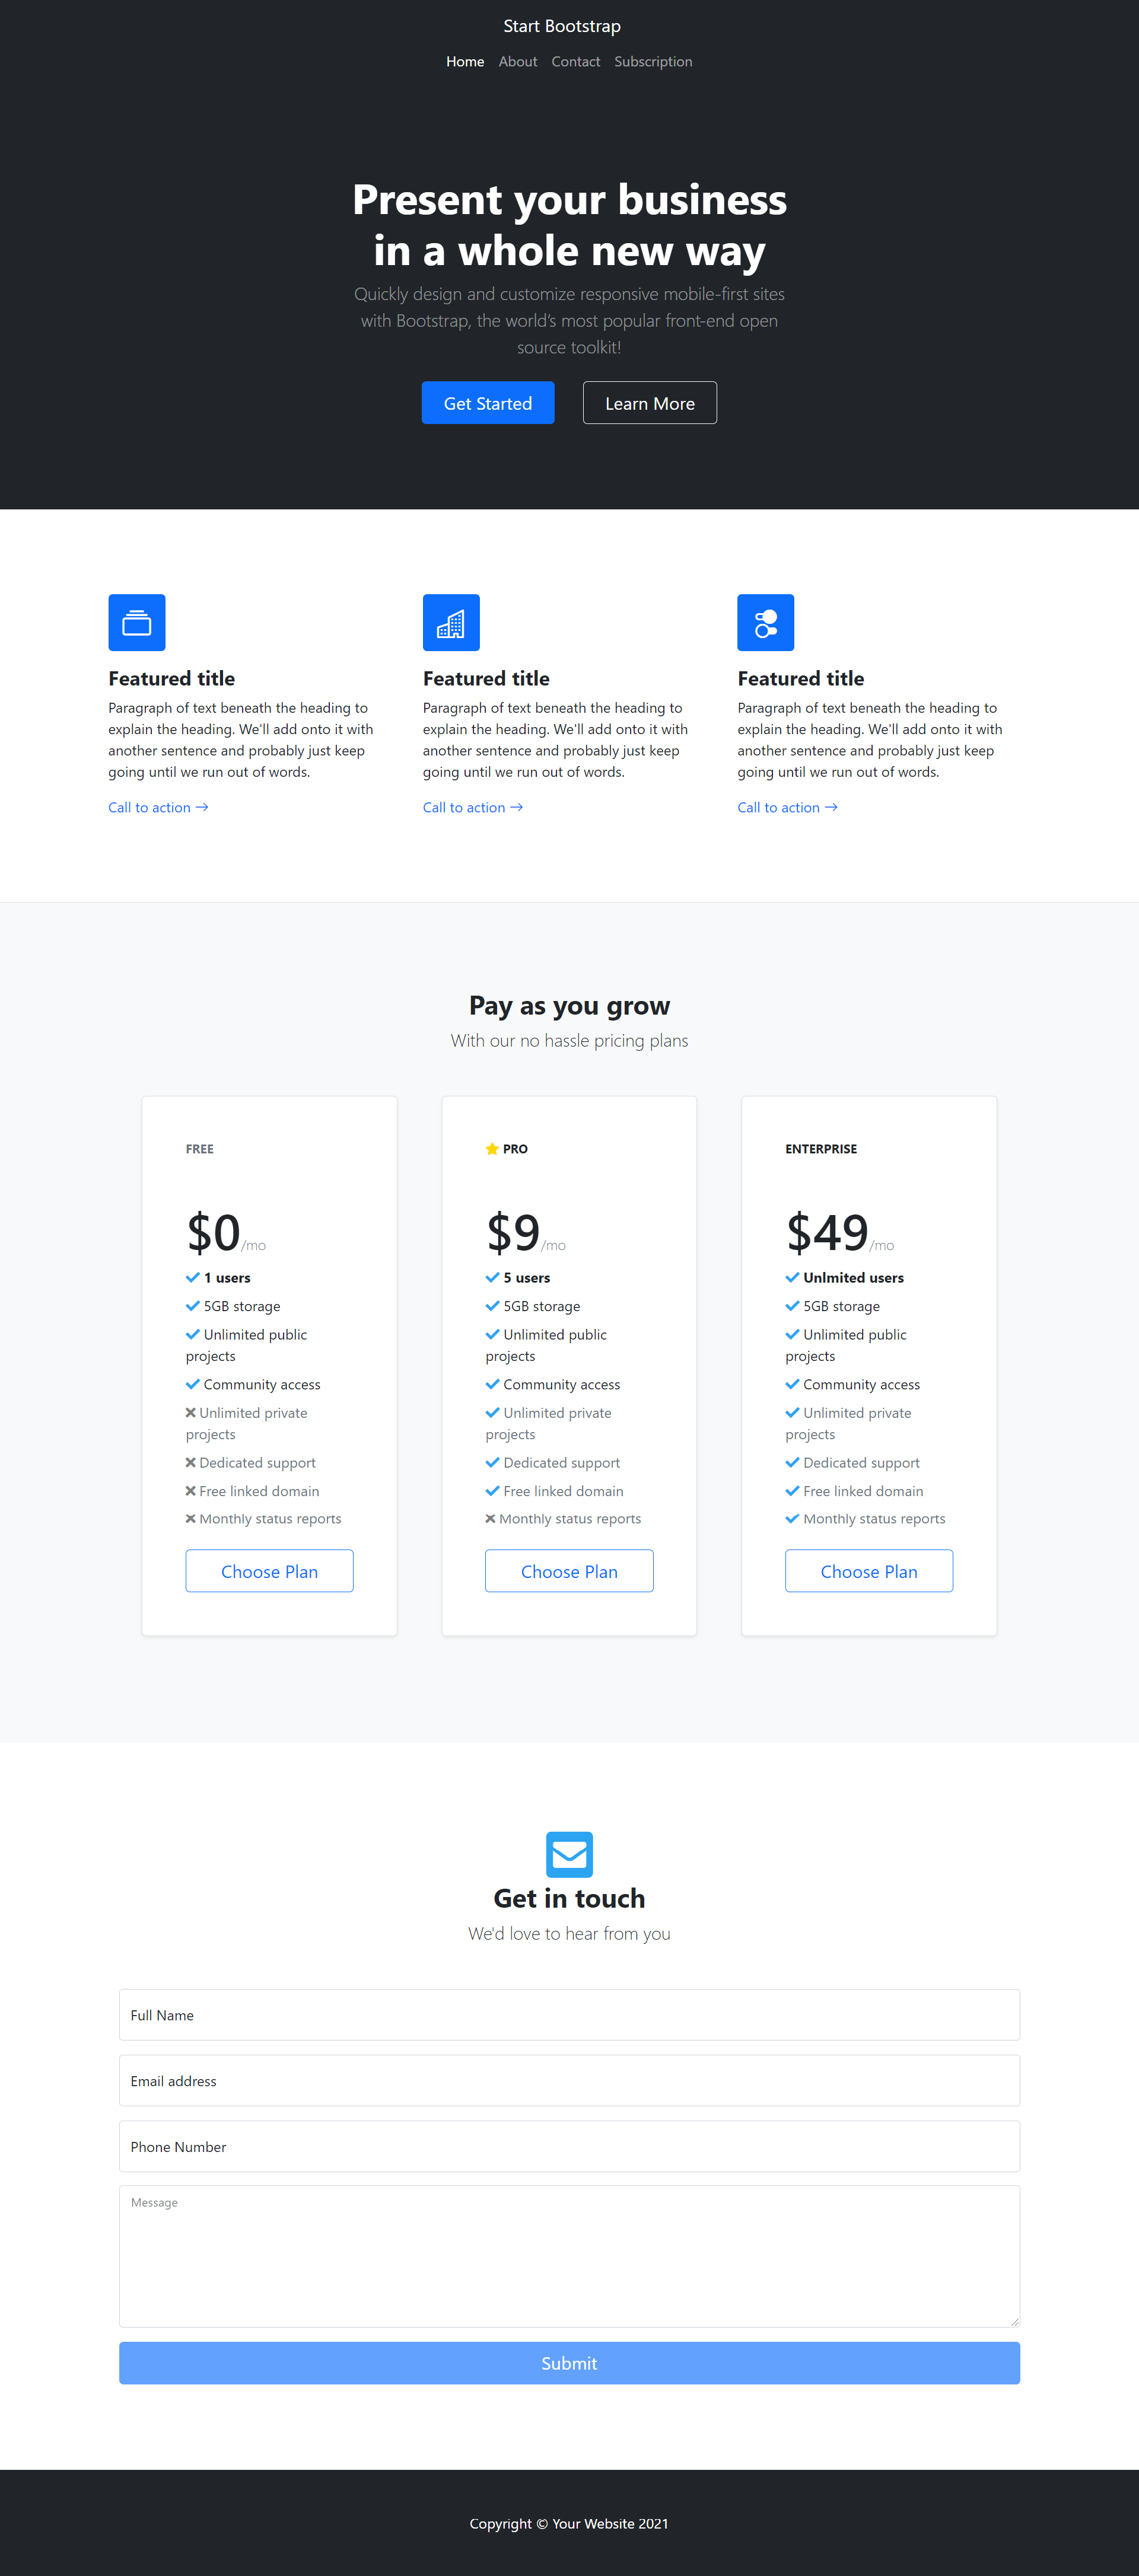 Start Bootstrap
Home About Contact Subscription
Present your business
in a whole new way
Quickly design and customize responsive mobile-first sites
with Bootstrap, the world’s most popular front-end open
source toolkit!
Get Started Learn More
Featured title
Paragraph of text beneath the heading to
explain the heading. We'll add onto it with
another sentence and probably just keep
going until we run out of words.
Call to action →
Featured title
Paragraph of text beneath the heading to
explain the heading. We'll add onto it with
another sentence and probably just keep
going until we run out of words.
Call to action →
Featured title
Paragraph of text beneath the heading to
explain the heading. We'll add onto it with
another sentence and probably just keep
going until we run out of words.
Call to action →
Pay as you grow
With our no hassle pricing plans
FREE
$0/mo
1 users
5GB storage
Unlimited public
projects
Community access
Unlimited private
projects
Dedicated support
Free linked domain
Monthly status reports
Choose Plan
PRO
$9/mo
5 users
5GB storage
Unlimited public
projects
Community access
Unlimited private
projects
Dedicated support
Free linked domain
Monthly status reports
Choose Plan
ENTERPRISE
$49/mo
Unlmited users
5GB storage
Unlimited public
projects
Community access
Unlimited private
projects
Dedicated support
Free linked domain
Monthly status reports
Choose Plan
Get in touch
We'd love to hear from you
Full Name
Email address
Phone Number
Message
Submit
Copyright © Your Website 2021